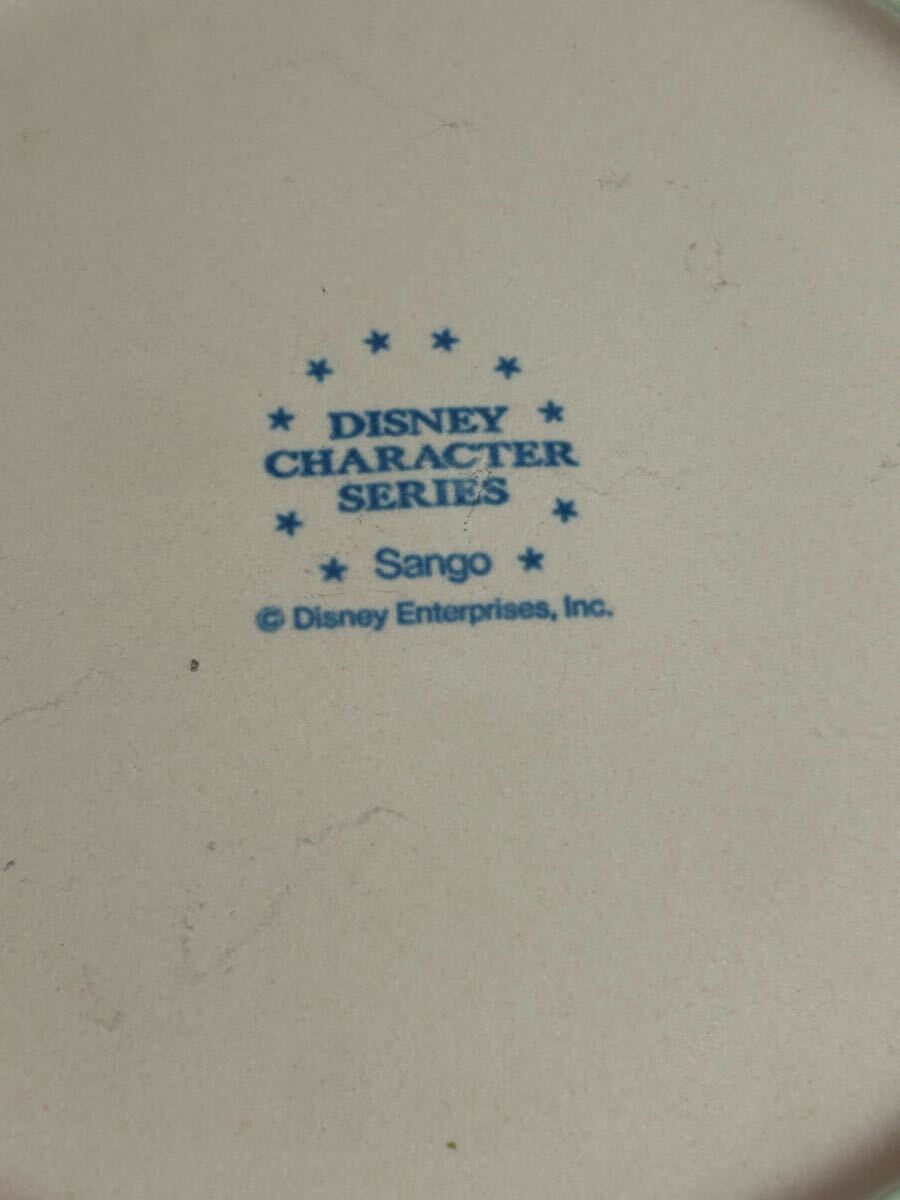 DISNEY
CHARACTER
SERIES
Sango
© Disney Enterprises, Inc.